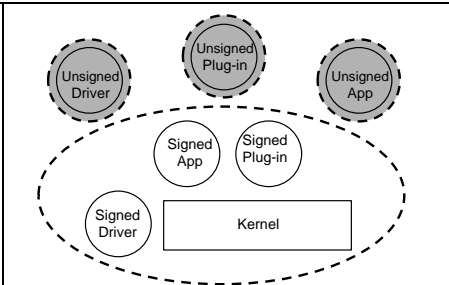 Unsigned
Plug-in
Unsigned
Driver
Unsigned
App
Signed
App
Signed
Plug-in
Signed
Driver
Kernel